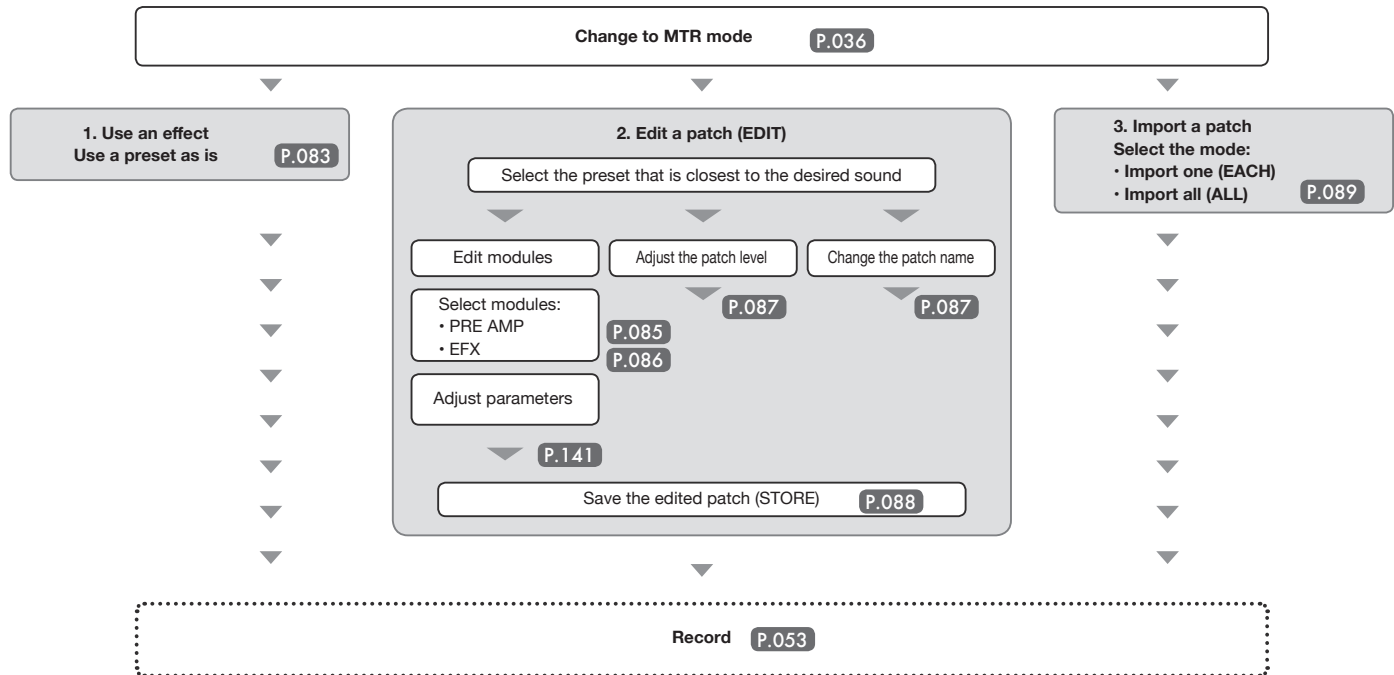 Change to MTR mode P.036
1. Use an effect
Use a preset as is P.083
2. Edit a patch (EDIT)
Select the preset that is closest to the desired sound
Edit modules
Select modules:
・PRE AMP
・EFX
P.085
P.086
Adjust parameters
P.141
Adjust the patch level
P.087
Change the patch name
P.087
Save the edited patch (STORE) P.088
3. Import a patch
Select the mode:
・Import one (EACH)
・Import all (ALL) P.089
Record P.053